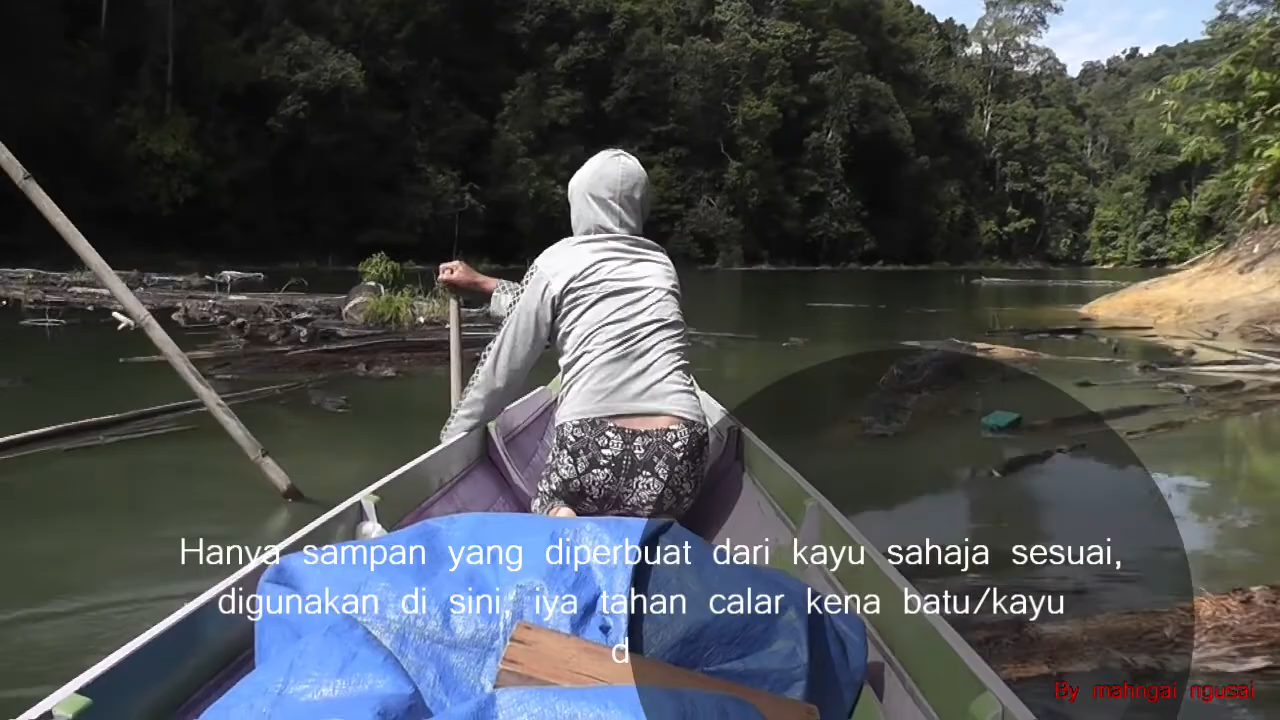 Hanya sampan yang diperbuat dari kayu sahaja sesuai,
digunakan di sini, iya tahan calar kena batu/kayu
d
By mahngai ngusai